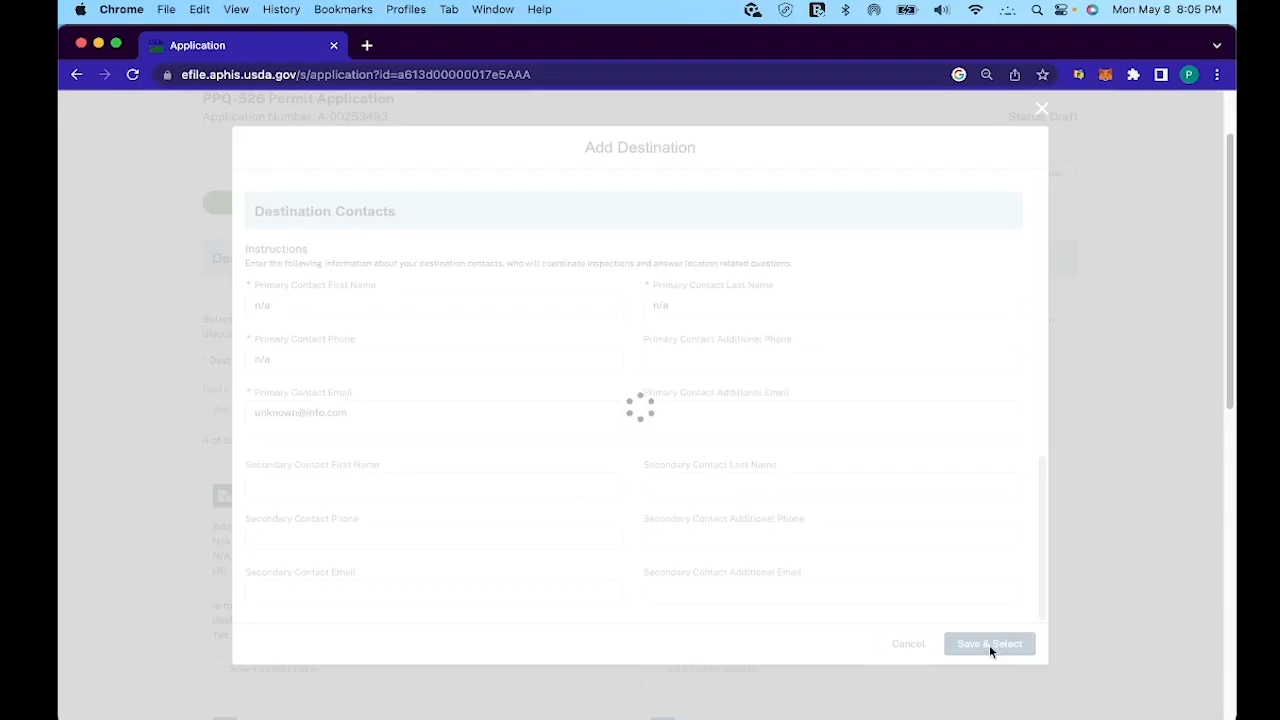 Chrome File Edit View History Bookmarks Profiles Tab Window Help Mon May 8 8:05 PM
Application
efile.aphis.usda.gov/s/application?id=a613d00000017e5AAA P
PPQ-526 Permit Application
Application Number: A-00253493 Status: Draft
Add Destination
Destination Contacts
Instructions
Enter the following information about your destination contacts, who will coordinate inspections and answer location related questions.
* Primary Contact First Name * Primary Contact Last Name
n/a n/a
* Primary Contact Phone Primary Contact Additional Phone
n/a
* Primary Contact Email Primary Contact Additional Email
unknown@info.com
4 of 5
Secondary Contact First Name Secondary Contact Last Name
Secondary Contact Phone Secondary Contact Additional Phone
N/A
N/A
US
Secondary Contact Email Secondary Contact Additional Email
Yes
Cancel Save & Select